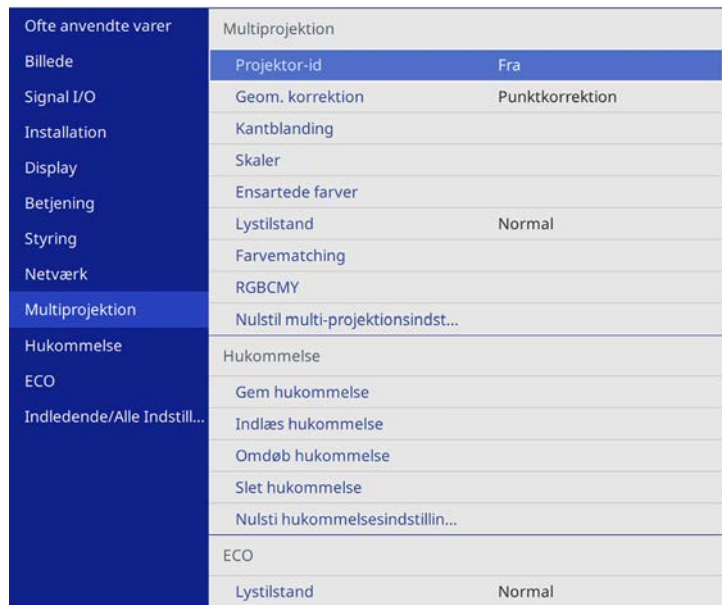 Ofte anvendte varer
Billede
Signal I/O
Installation
Display
Betjening
Styring
Netværk
Multiprojektion
Hukommelse
ECO
Indledende/Alle Indstill...
Multiprojektion
Projektor-id Fra
Geom. korrektion Punktkorrektion
Kantblanding
Skaler
Ensartede farver
Lystilstand Normal
Farvematching
RGBCMY
Nulstil multi-projektionsindst...
Hukommelse
Gem hukommelse
Indlæs hukommelse
Omdøb hukommelse
Slet hukommelse
Nulsti hukommelsesindstillin...
ECO
Lystilstand Normal